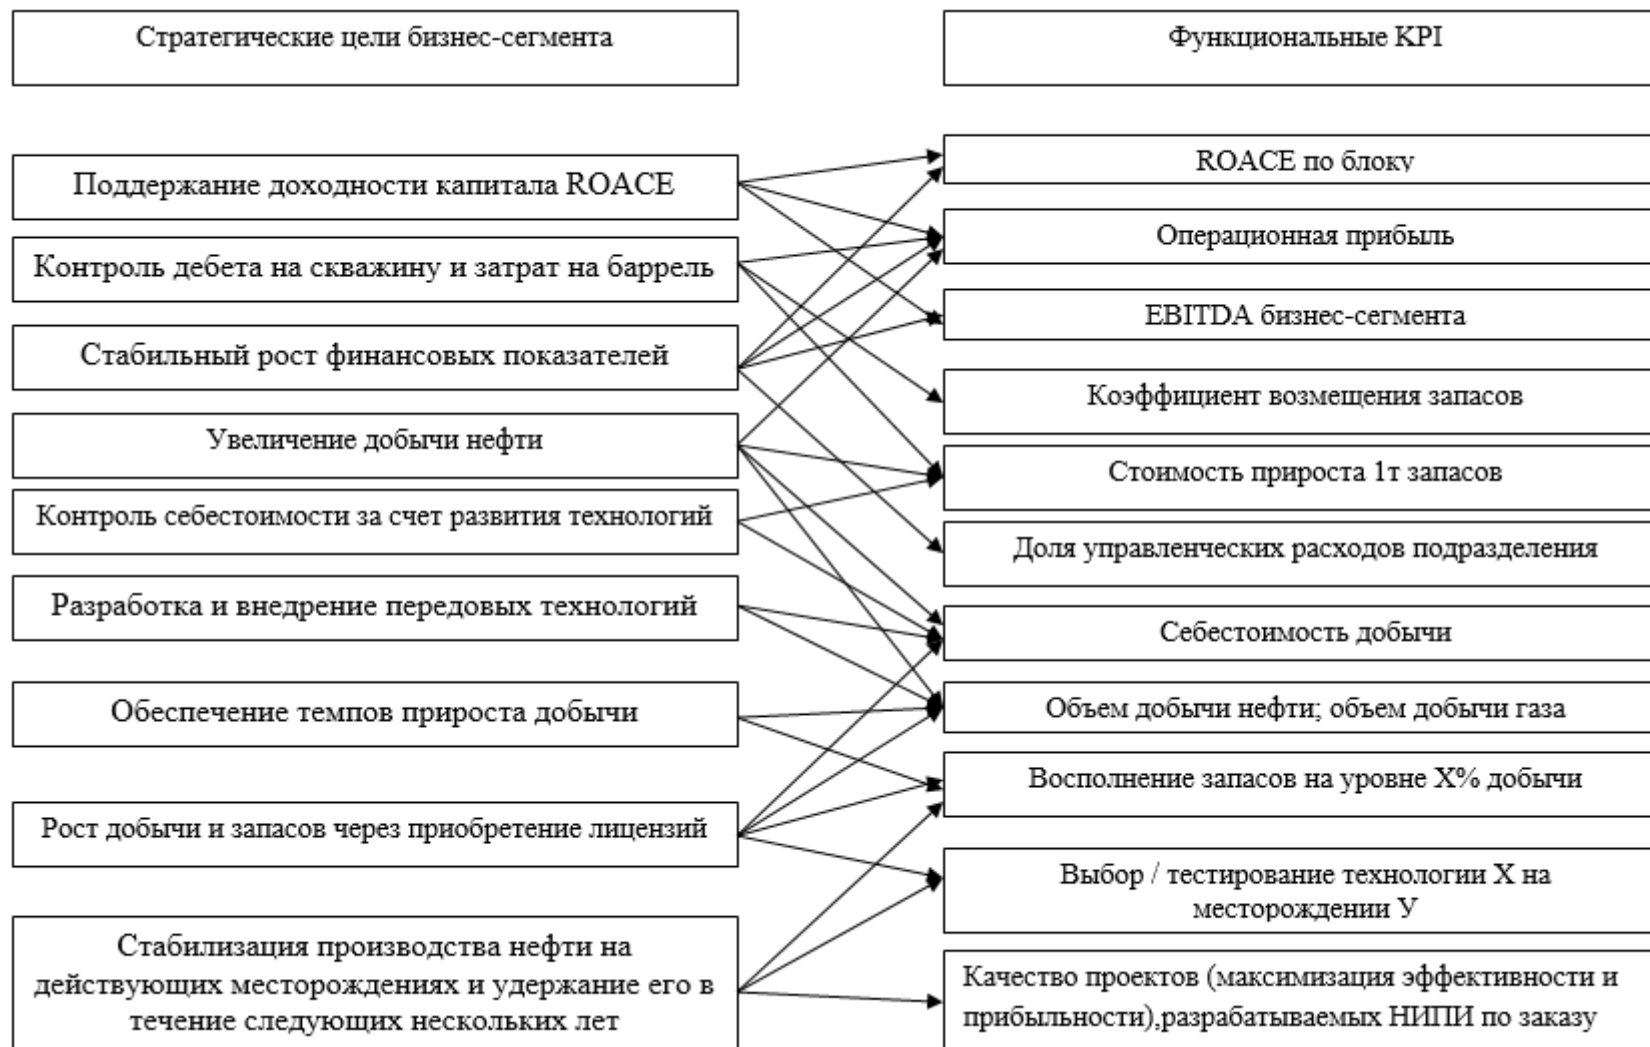 Стратегические цели бизнес-сегмента
Функциональные KPI
Поддержание доходности капитала ROACE
Контроль дебета на скважину и затрат на баррель
Стабильный рост финансовых показателей
Увеличение добычи нефти
Контроль себестоимости за счет развития технологий
Разработка и внедрение передовых технологий
Обеспечение темпов прироста добычи
Рост добычи и запасов через приобретение лицензий
Стабилизация производства нефти на
действующих месторождениях и удержание его в
течение следующих нескольких лет
ROACE по блоку
Операционная прибыль
EBITDA бизнес-сегмента
Коэффициент возмещения запасов
Стоимость прироста 1т запасов
Доля управленческих расходов подразделения
Себестоимость добычи
Объем добычи нефти; объем добычи газа
Восполнение запасов на уровне X% добычи
Выбор / тестирование технологии X на
месторождении У
Качество проектов (максимизация эффективности и
прибыльности),разрабатываемых НИПИ по заказу